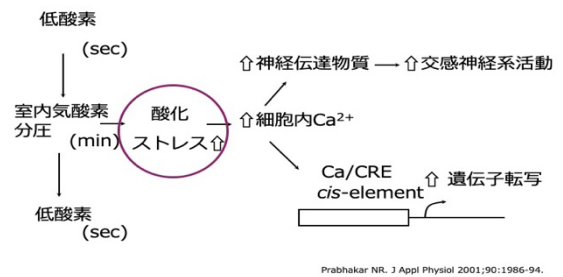 低酸素
(sec)
⇧神経伝達物質 → ⇧交感神経系活動
室内気酸素
分圧
(min)
酸化
ストレス⇧
⇧細胞内Ca²⁺
Ca/CRE
cis-element
⇧ 遺伝子転写
低酸素
(sec)
Prabhakar NR. J Appl Physiol 2001;90:1986-94.